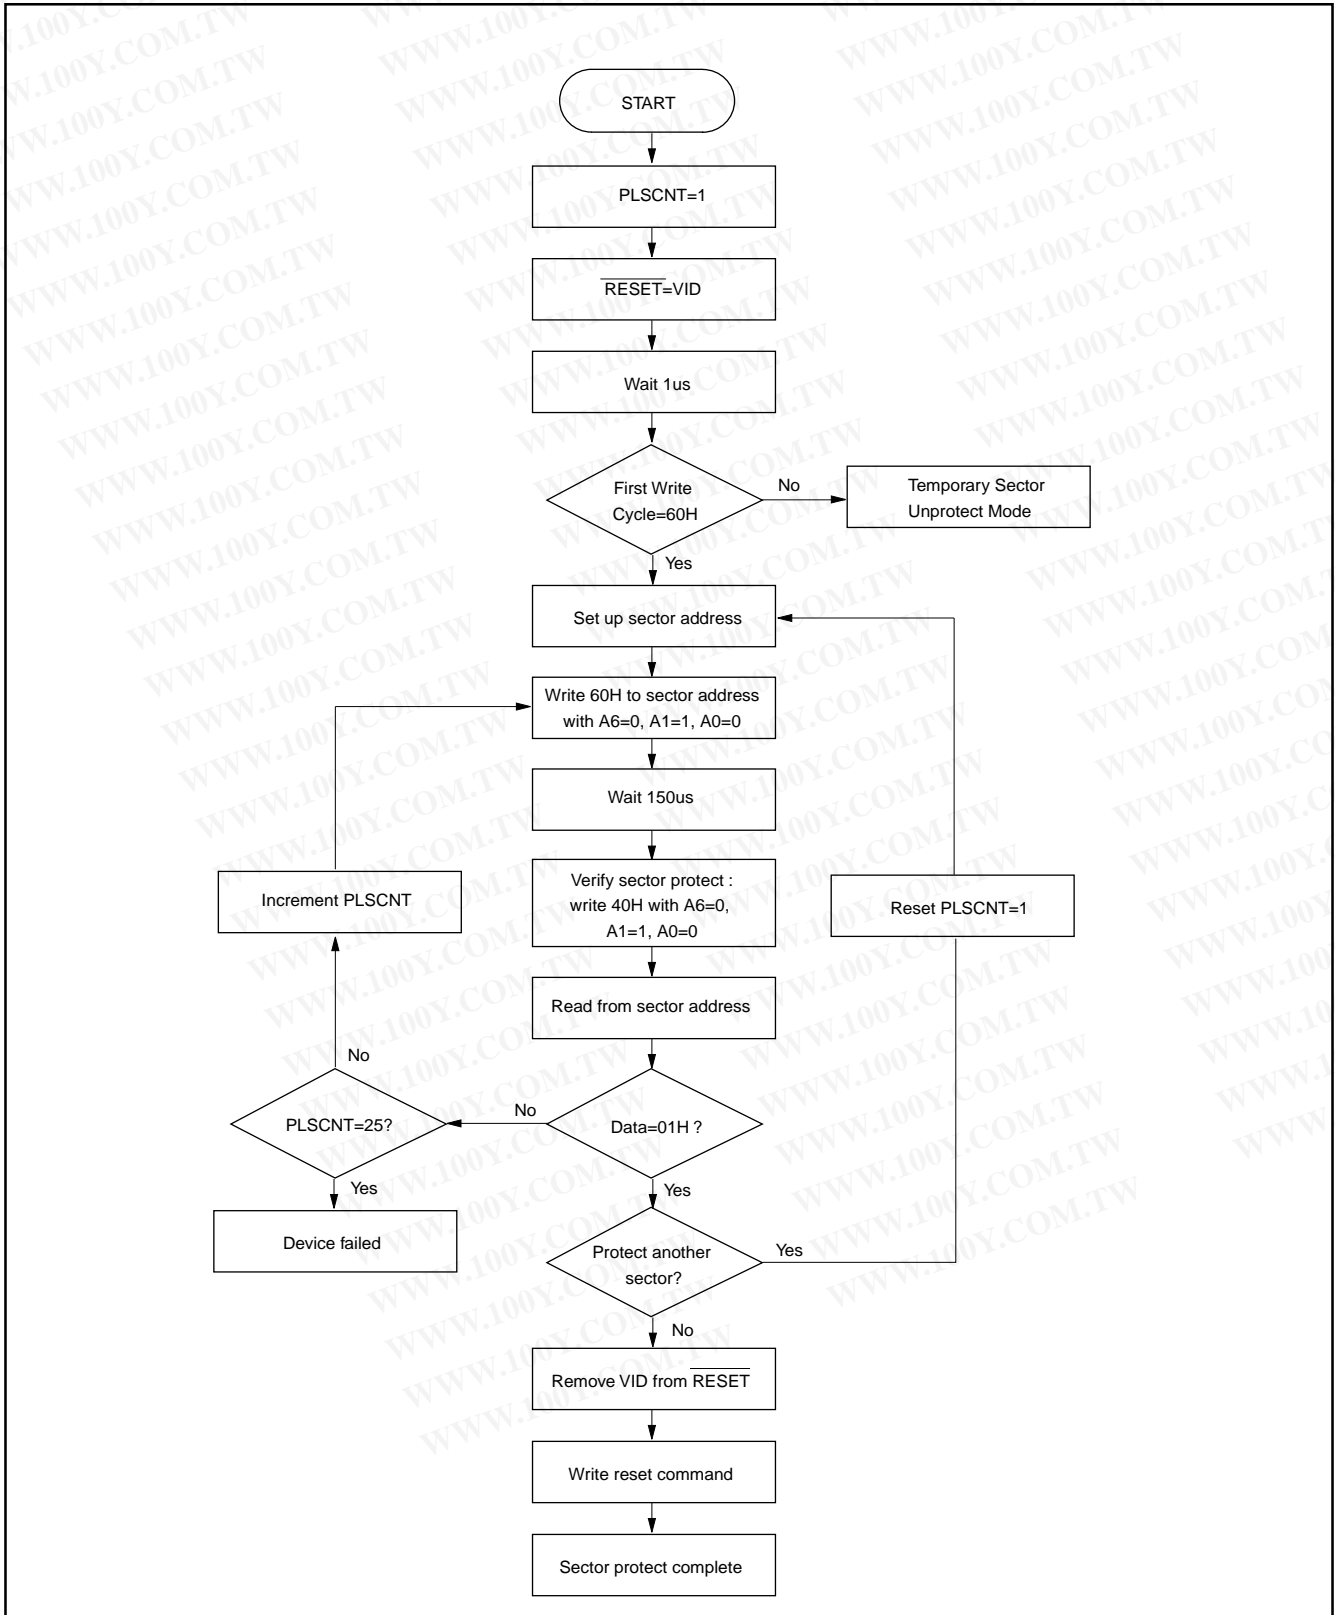 START
PLSCNT=1
RESET=VID
Wait 1us
First Write
Cycle=60H
No
Temporary Sector
Unprotect Mode
Yes
Set up sector address
Write 60H to sector address
with A6=0, A1=1, A0=0
Wait 150us
Verify sector protect :
write 40H with A6=0,
A1=1, A0=0
Increment PLSCNT
Reset PLSCNT=1
Read from sector address
No
PLSCNT=25?
No
Data=01H ?
Yes
Yes
Device failed
Protect another
sector?
Yes
No
Remove VID from RESET
Write reset command
Sector protect complete
WWW.100Y.COM.TW